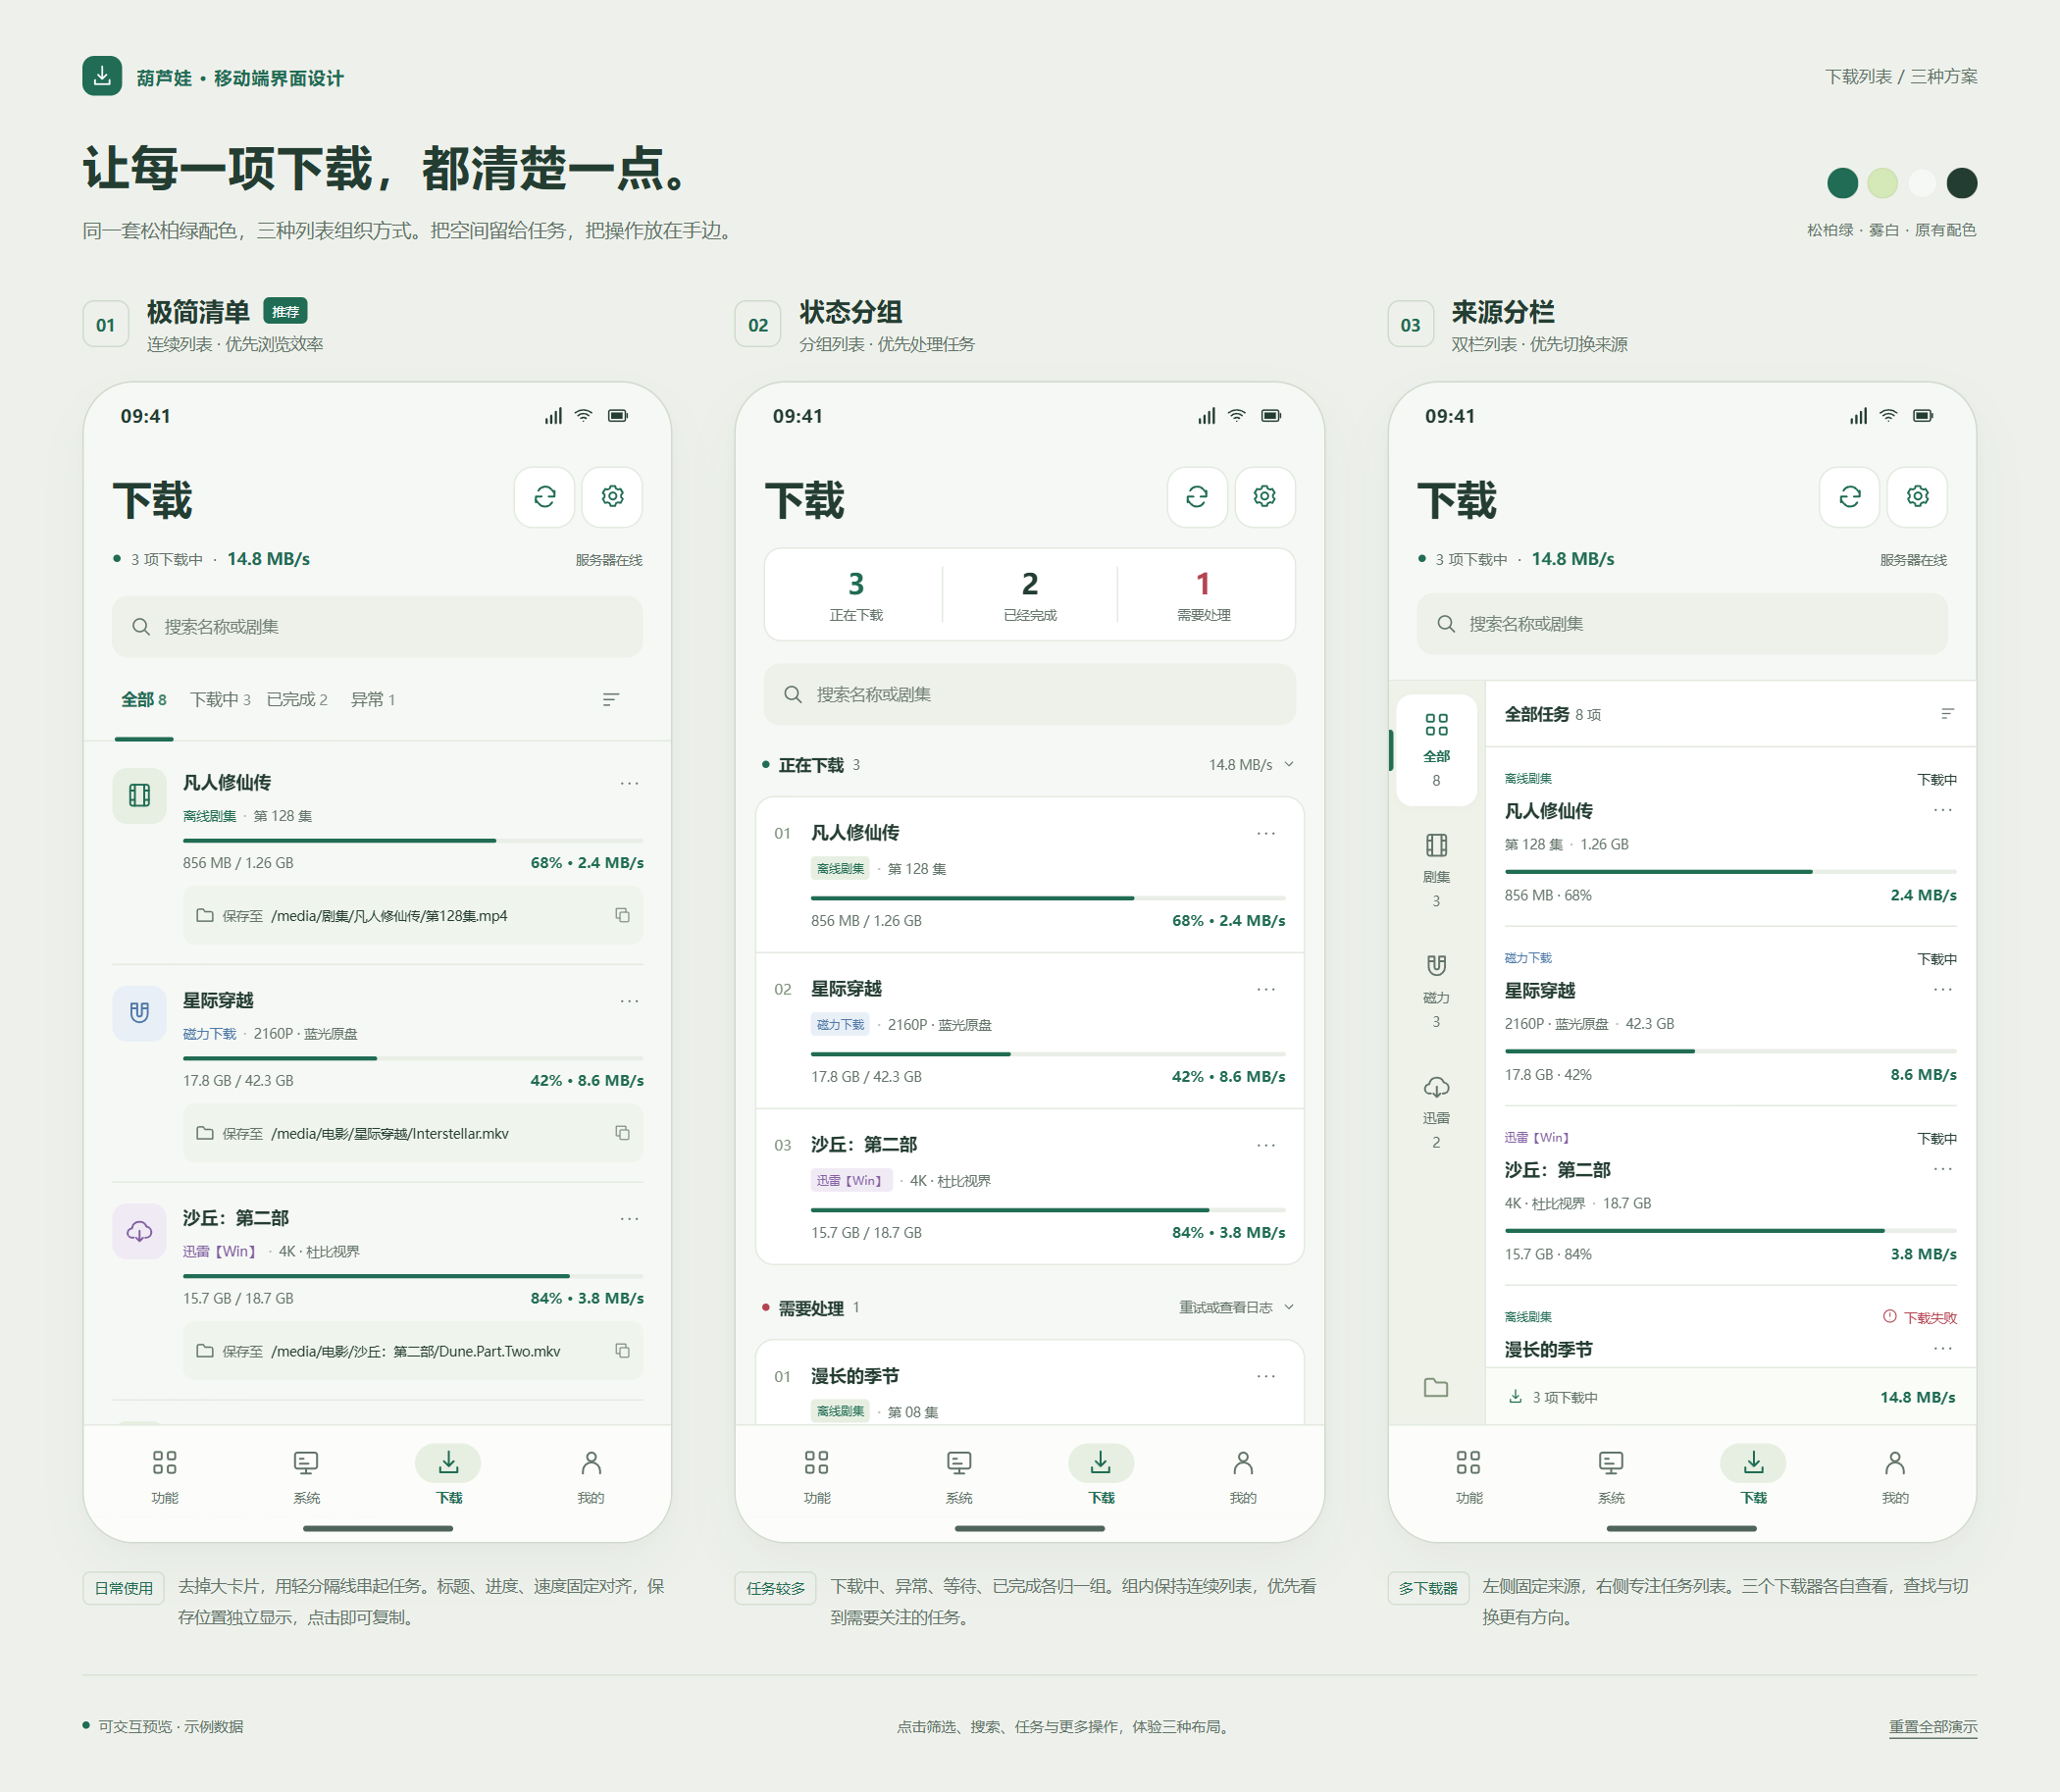 葫芦娃 · 移动端界面设计
下载列表 / 三种方案
让每一项下载，都清楚一点。
同一套松柏绿配色，三种列表组织方式。把空间留给任务，把操作放在手边。
松柏绿 · 雾白 · 原有配色
01
极简清单 推荐
连续列表 · 优先浏览效率
09:41
下载
3 项下载中 · 14.8 MB/s 服务器在线
搜索名称或剧集
全部 8 下载中 3 已完成 2 异常 1
凡人修仙传
离线剧集 · 第 128 集
856 MB / 1.26 GB 68% • 2.4 MB/s
保存至 /media/剧集/凡人修仙传/第128集.mp4
星际穿越
磁力下载 · 2160P · 蓝光原盘
17.8 GB / 42.3 GB 42% • 8.6 MB/s
保存至 /media/电影/星际穿越/Interstellar.mkv
沙丘：第二部
迅雷【Win】 · 4K · 杜比视界
15.7 GB / 18.7 GB 84% • 3.8 MB/s
保存至 /media/电影/沙丘：第二部/Dune.Part.Two.mkv
功能 系统 下载 我的
日常使用
去掉大卡片，用轻分隔线串起任务。标题、进度、速度固定对齐，保
存位置独立显示，点击即可复制。
02
状态分组
分组列表 · 优先处理任务
09:41
下载
3 2 1
正在下载 已经完成 需要处理
搜索名称或剧集
正在下载 3 14.8 MB/s
01 凡人修仙传
离线剧集 · 第 128 集
856 MB / 1.26 GB 68% • 2.4 MB/s
02 星际穿越
磁力下载 · 2160P · 蓝光原盘
17.8 GB / 42.3 GB 42% • 8.6 MB/s
03 沙丘：第二部
迅雷【Win】 · 4K · 杜比视界
15.7 GB / 18.7 GB 84% • 3.8 MB/s
需要处理 1 重试或查看日志
01 漫长的季节
离线剧集 · 第 08 集
功能 系统 下载 我的
任务较多
下载中、异常、等待、已完成各归一组。组内保持连续列表，优先看
到需要关注的任务。
03
来源分栏
双栏列表 · 优先切换来源
09:41
下载
3 项下载中 · 14.8 MB/s 服务器在线
搜索名称或剧集
全部
8
剧集
3
磁力
3
迅雷
2
全部任务 8 项
离线剧集 下载中
凡人修仙传
第 128 集 · 1.26 GB
856 MB · 68% 2.4 MB/s
磁力下载 下载中
星际穿越
2160P · 蓝光原盘 · 42.3 GB
17.8 GB · 42% 8.6 MB/s
迅雷【Win】 下载中
沙丘：第二部
4K · 杜比视界 · 18.7 GB
15.7 GB · 84% 3.8 MB/s
离线剧集 下载失败
漫长的季节
3 项下载中 14.8 MB/s
功能 系统 下载 我的
多下载器
左侧固定来源，右侧专注任务列表。三个下载器各自查看，查找与切
换更有方向。
可交互预览 · 示例数据
点击筛选、搜索、任务与更多操作，体验三种布局。
重置全部演示